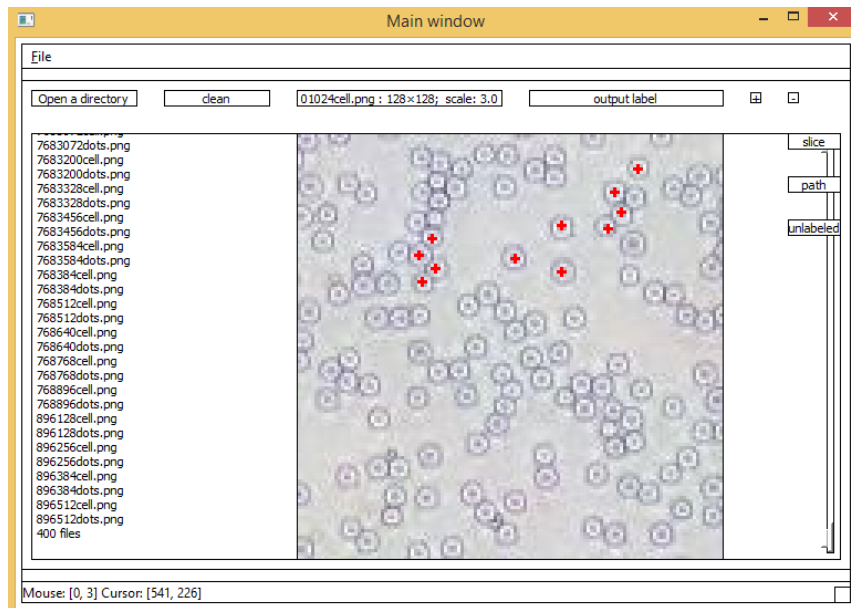 Main window
File
Open a directory
clean
01024cell.png : 128×128; scale: 3.0
output label
+
-
7683072dots.png
7683200cell.png
7683200dots.png
7683328cell.png
7683328dots.png
7683456cell.png
7683456dots.png
7683584cell.png
7683584dots.png
768384cell.png
768384dots.png
768512cell.png
768512dots.png
768640cell.png
768640dots.png
768768cell.png
768768dots.png
768896cell.png
768896dots.png
896128cell.png
896128dots.png
896256cell.png
896256dots.png
896384cell.png
896384dots.png
896512cell.png
896512dots.png
400 files
slice
path
unlabeled
Mouse: [0, 3] Cursor: [541, 226]